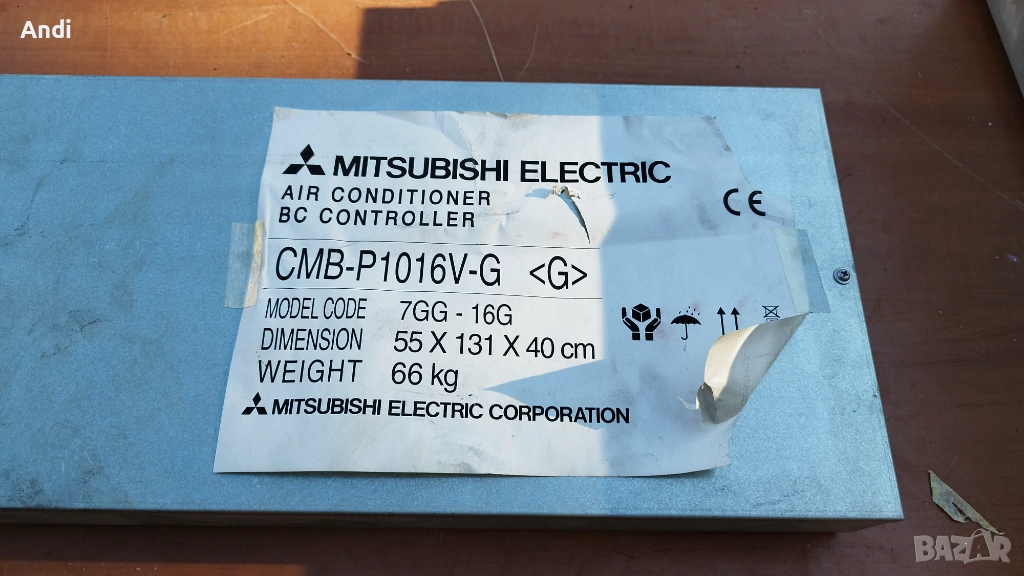 Andi
MITSUBISHI ELECTRIC
AIR CONDITIONER
BC CONTROLLER
CE
CMB-P1016V-G <G>
MODEL CODE 7GG - 16G
DIMENSION 55 X 131 X 40 cm
WEIGHT 66 kg
MITSUBISHI ELECTRIC CORPORATION
BAZAR